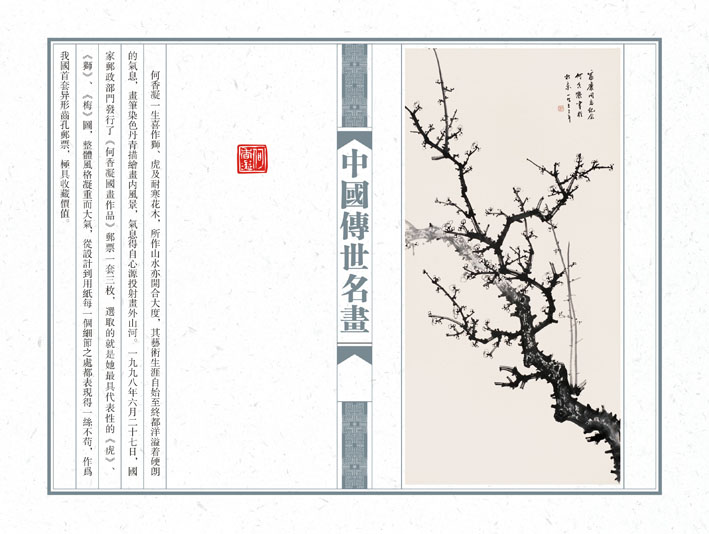 何香凝一生喜作獅、虎及耐寒花木，所作山水亦開合大度，其藝術生涯自始至終都洋溢着硬朗
的氣息，畫筆染色丹青描繪畫内風景，氣息得自心源投射畫外山河。一九九八年六月二十七日，國
家郵政部門發行了《何香凝國畫作品》郵票一套三枚，選取的就是她最具代表性的《虎》、
《獅》、《梅》圖，整體風格凝重而大氣，從設計到用紙每一個細節之處都表現得一絲不苟，作爲
我國首套异形齒孔郵票，極具收藏價值。
中國傳世名畫